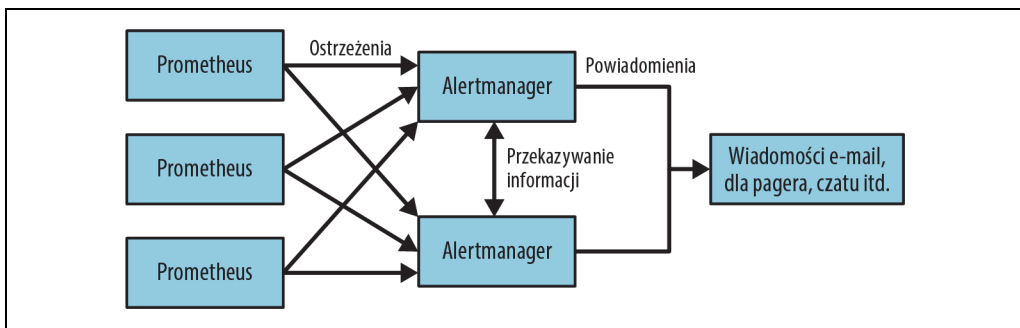 Prometheus
Ostrzeżenia
Alertmanager
Powiadomienia
Prometheus
Przekazywanie
informacji
Wiadomości e-mail,
dla pagera, czatu itd.
Prometheus
Alertmanager